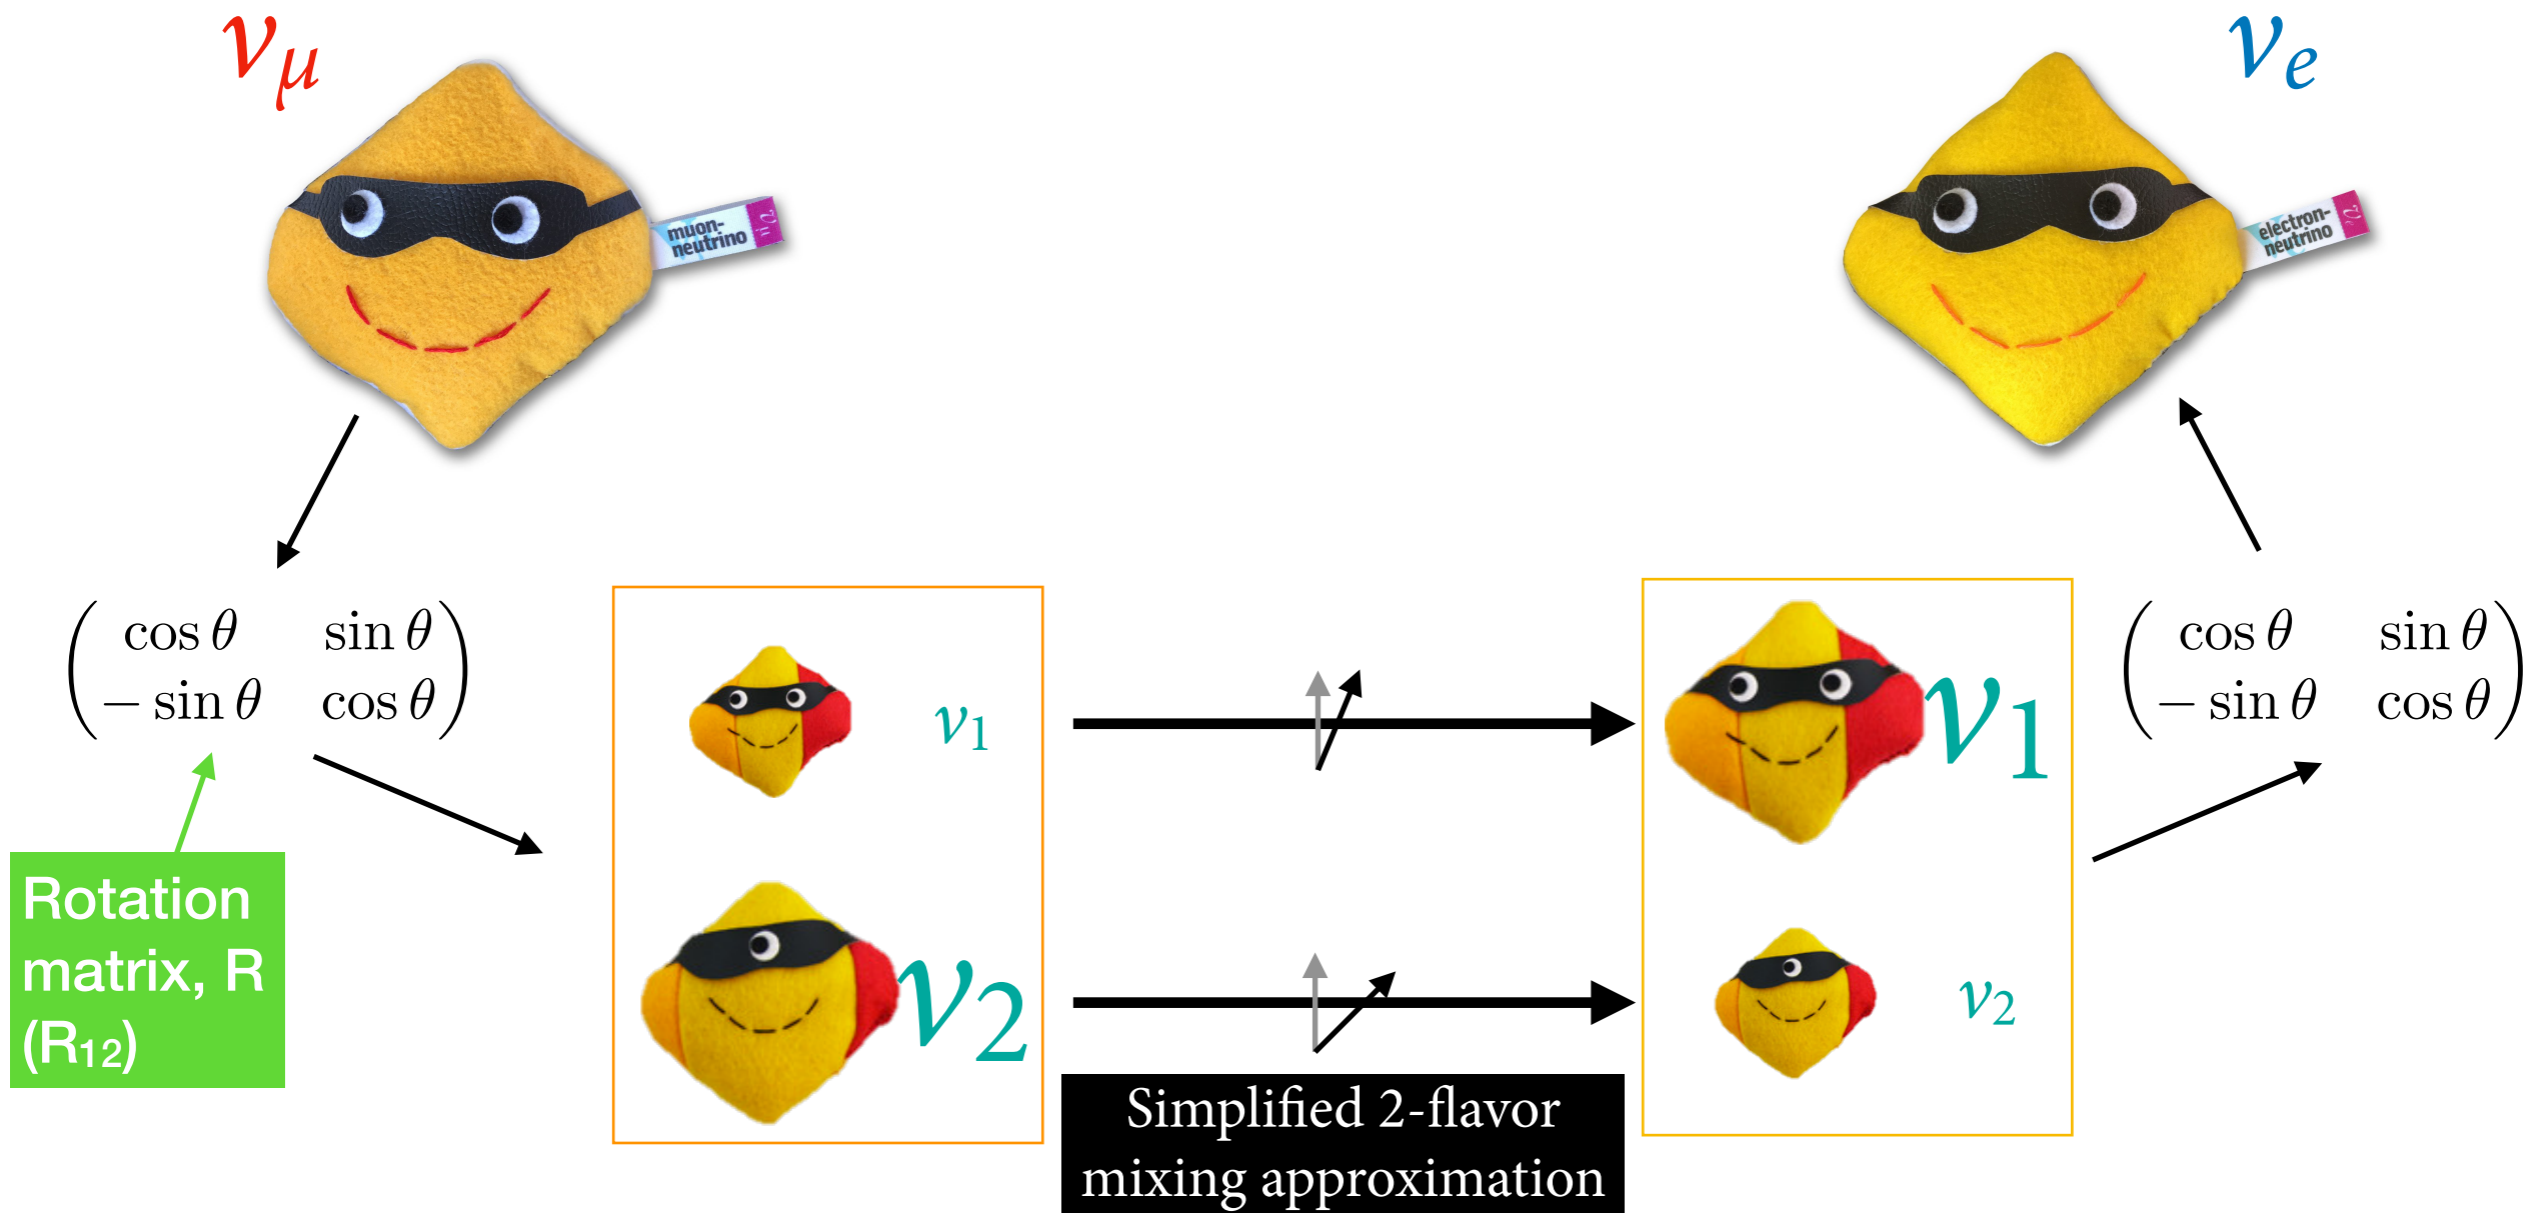 νμ
νe
muon-
neutrino
electron-
neutrino
νe
cos θ sin θ
− sin θ cos θ
cos θ sin θ
− sin θ cos θ
ν1
ν1
ν2
ν2
Rotation
matrix, R
(R12)
Simplified 2-flavor
mixing approximation